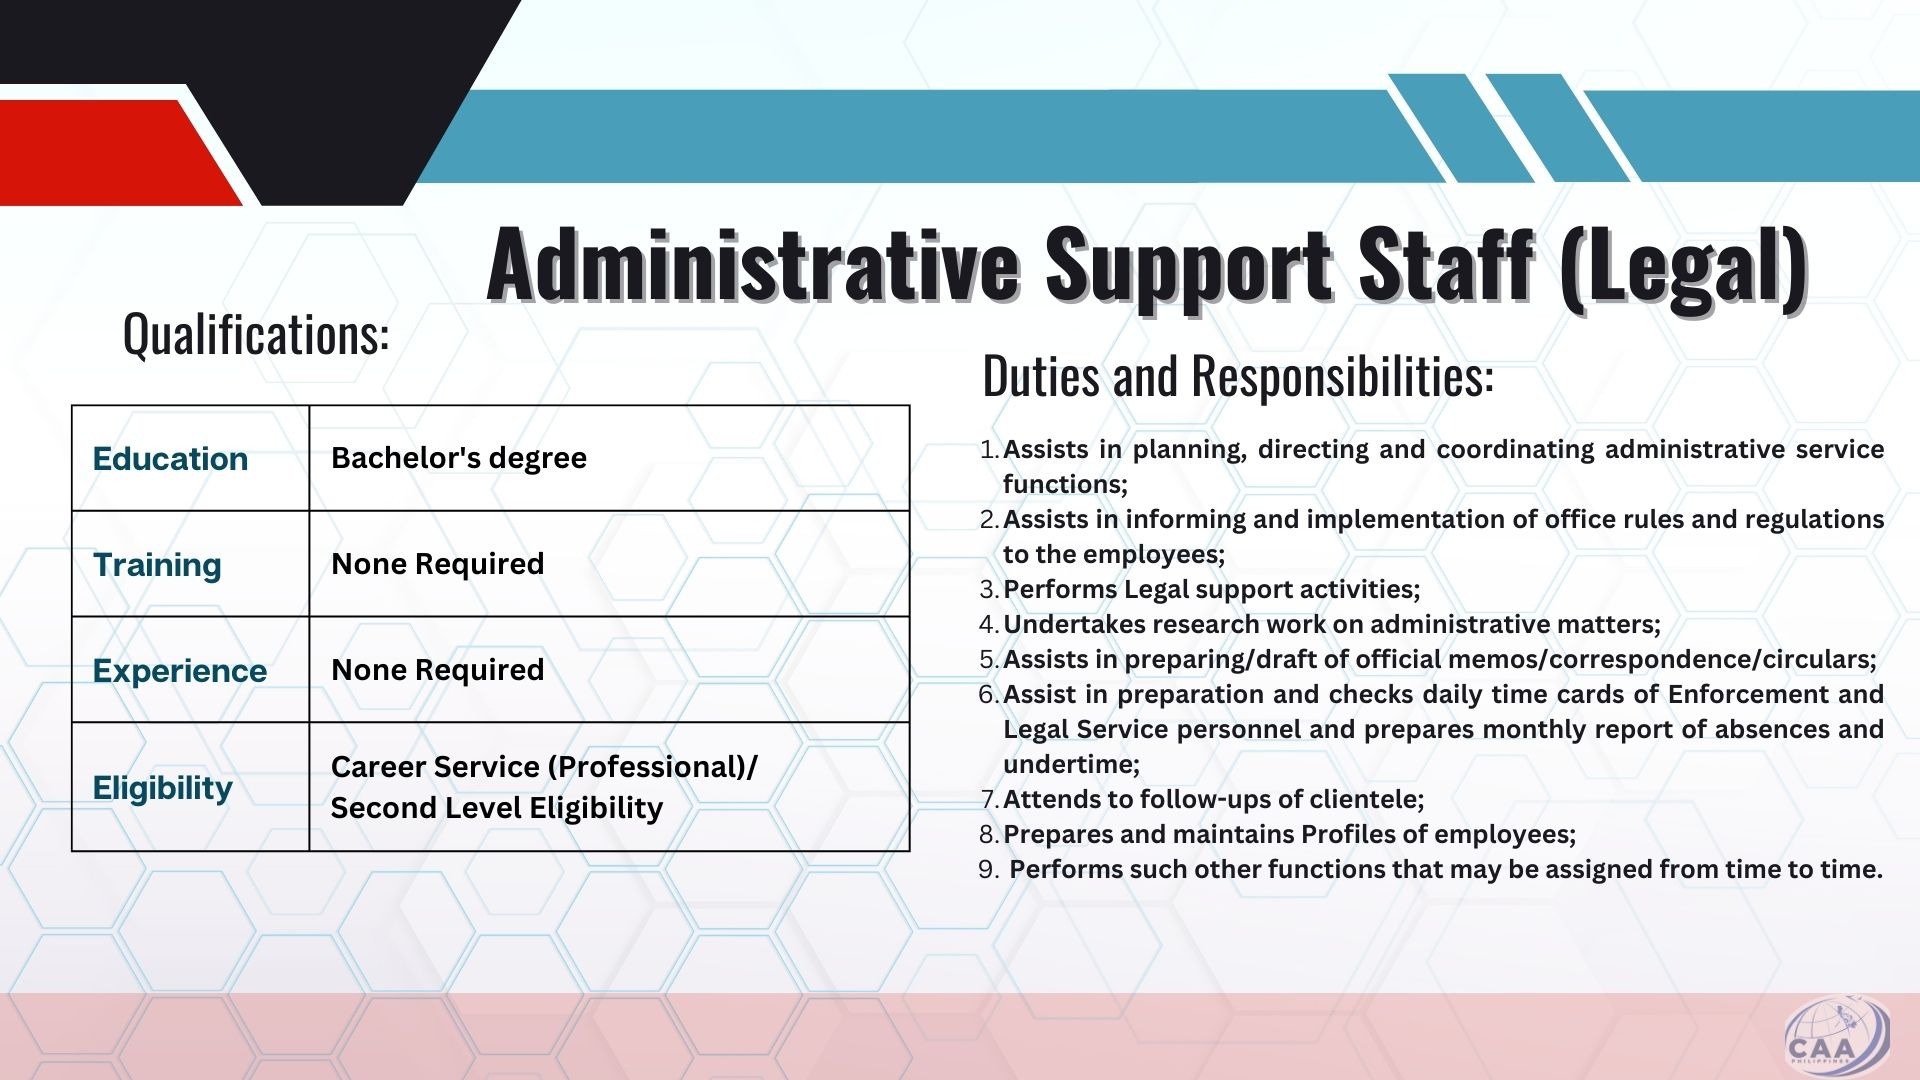 Administrative Support Staff (Legal)
Qualifications:
Education
Bachelor's degree
Training
None Required
Experience
None Required
Eligibility
Career Service (Professional)/
Second Level Eligibility
Duties and Responsibilities:
1. Assists in planning, directing and coordinating administrative service
functions;
2. Assists in informing and implementation of office rules and regulations
to the employees;
3. Performs Legal support activities;
4. Undertakes research work on administrative matters;
5. Assists in preparing/draft of official memos/correspondence/circulars;
6. Assist in preparation and checks daily time cards of Enforcement and
Legal Service personnel and prepares monthly report of absences and
undertime;
7. Attends to follow-ups of clientele;
8. Prepares and maintains Profiles of employees;
9. Performs such other functions that may be assigned from time to time.
CAA
PHILIPPINES